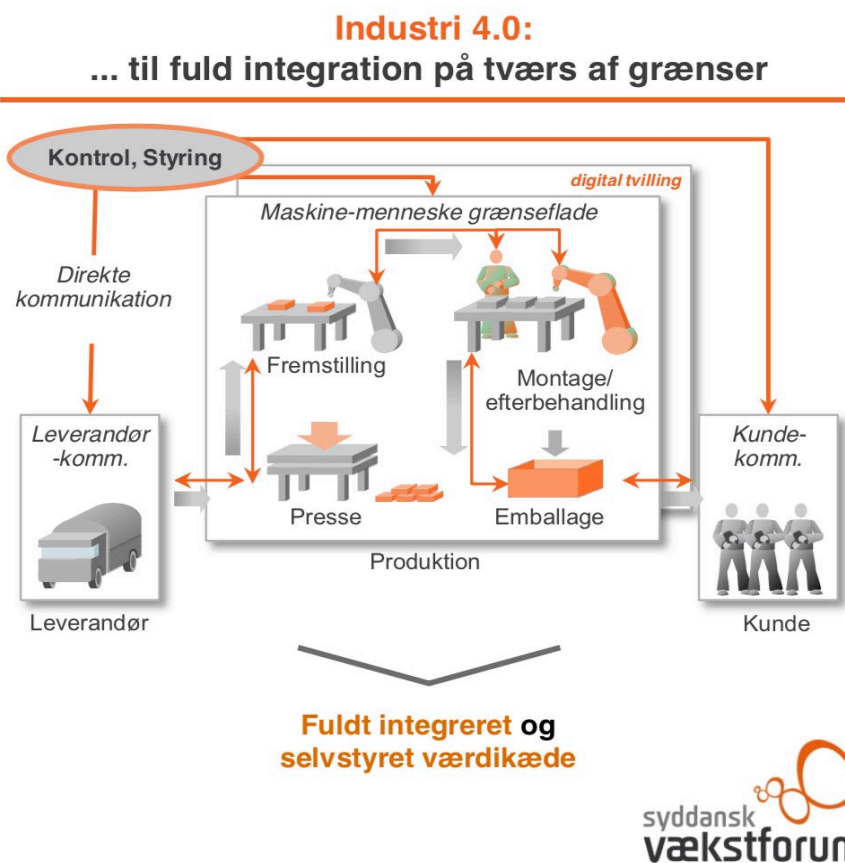 Industri 4.0:
... til fuld integration på tværs af grænser
Kontrol, Styring
digital tvilling
Maskine-menneske grænseflade
Direkte
kommunikation
Fremstilling
Montage/
efterbehandling
Leverandør
-komm.
Kunde-
komm.
Presse
Emballage
Produktion
Leverandør
Kunde
Fuldt integreret og
selvstyret værdikæde
syddansk
vækstforum